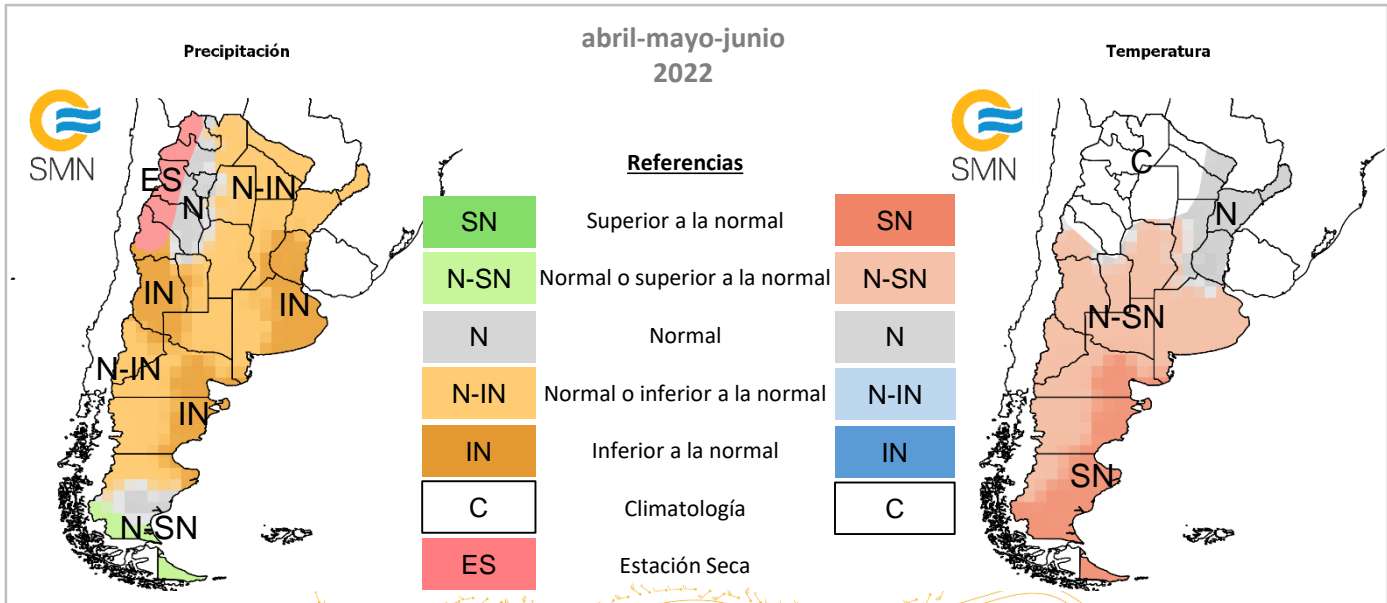 abril-mayo-junio
2022
Precipitación
SMN
ES
N
N-IN
IN
IN
N-IN
IN
N-SN
Referencias
SN Superior a la normal SN
N-SN Normal o superior a la normal N-SN
N Normal N
N-IN Normal o inferior a la normal N-IN
IN Inferior a la normal IN
C Climatología C
ES Estación Seca
Temperatura
SMN
C
N
N-SN
SN